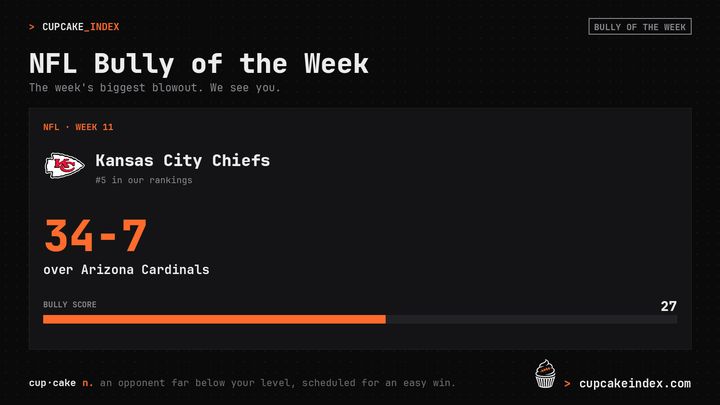 > CUPCAKE_INDEX
BULLY OF THE WEEK
NFL Bully of the Week
The week's biggest blowout. We see you.
NFL · WEEK 11
KC
Kansas City Chiefs
#5 in our rankings
34-7
over Arizona Cardinals
BULLY SCORE
27
cup·cake n. an opponent far below your level, scheduled for an easy win.
> cupcakeindex.com